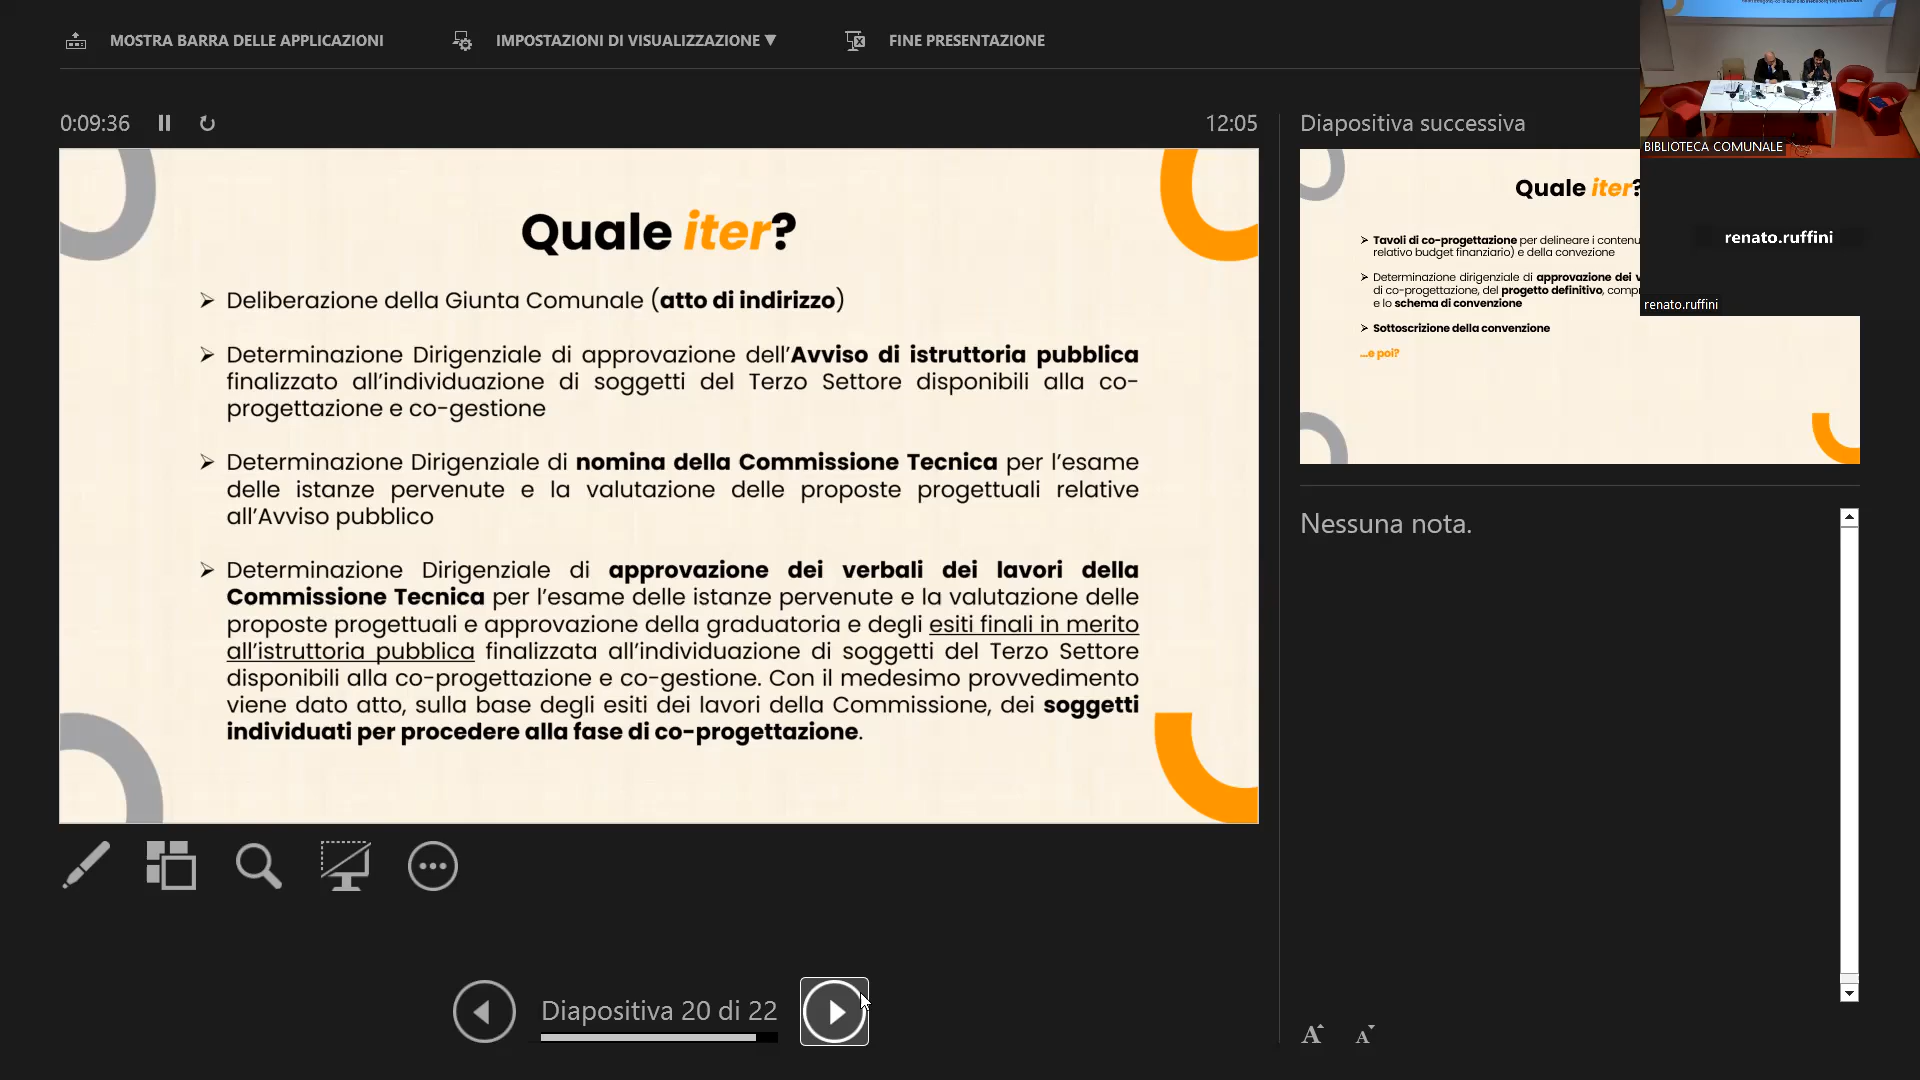 MOSTRA BARRA DELLE APPLICAZIONI
IMPOSTAZIONI DI VISUALIZZAZIONE ▼
FINE PRESENTAZIONE
0:09:36
12:05
Quale iter?
➢ Deliberazione della Giunta Comunale (atto di indirizzo)
➢ Determinazione Dirigenziale di approvazione dell’Avviso di istruttoria pubblica
finalizzato all’individuazione di soggetti del Terzo Settore disponibili alla co-
progettazione e co-gestione
➢ Determinazione Dirigenziale di nomina della Commissione Tecnica per l’esame
delle istanze pervenute e la valutazione delle proposte progettuali relative
all’Avviso pubblico
➢ Determinazione Dirigenziale di approvazione dei verbali dei lavori della
Commissione Tecnica per l’esame delle istanze pervenute e la valutazione delle
proposte progettuali e approvazione della graduatoria e degli esiti finali in merito
all’istruttoria pubblica finalizzata all’individuazione di soggetti del Terzo Settore
disponibili alla co-progettazione e co-gestione. Con il medesimo provvedimento
viene dato atto, sulla base degli esiti dei lavori della Commissione, dei soggetti
individuati per procedere alla fase di co-progettazione.
Diapositiva 20 di 22
Diapositiva successiva
Quale iter?
➢ Tavoli di co-progettazione per delineare i contenu
relativo budget finanziario) e della convezione
➢ Determinazione dirigenziale di approvazione dei v
di co-progettazione, del progetto definitivo, compr
e lo schema di convenzione
➢ Sottoscrizione della convenzione
...e poi?
Nessuna nota.
A A
BIBLIOTECA COMUNALE
renato.ruffini
renato.ruffini